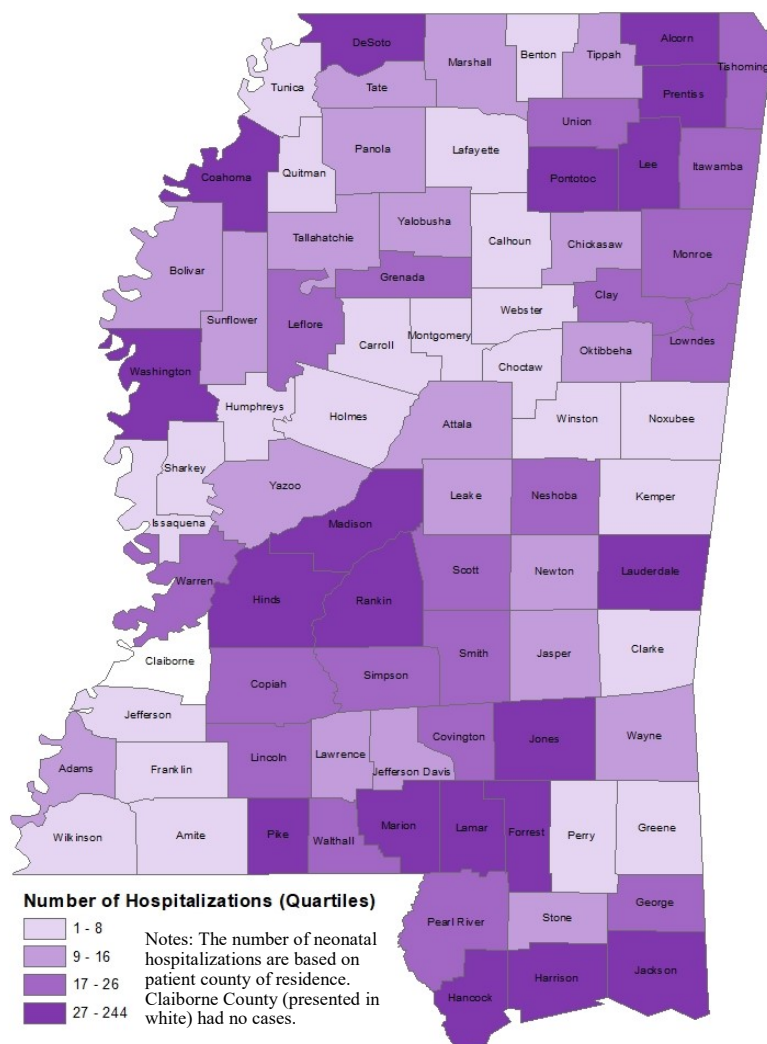 DeSoto
Alcorn
Benton
Marshall
Tippah
Tishoming
Tunica
Tate
Prentiss
Union
Panola
Lafayette
Coahoma
Quitman
Pontotoc
Lee
Itawamba
Tallahatchie
Yalobusha
Calhoun
Chickasaw
Monroe
Bolivar
Grenada
Clay
Sunflower
Leflore
Webster
Montgomery
Carroll
Lowndes
Oktibbeha
Washington
Choctaw
Humphreys
Holmes
Winston
Noxubee
Attala
Sharkey
Yazoo
Leake
Neshoba
Kemper
Issaquena
Madison
Warren
Scott
Newton
Lauderdale
Hinds
Rankin
Claiborne
Smith
Jasper
Clarke
Copiah
Simpson
Jefferson
Covington
Jones
Wayne
Lincoln
Lawrence
Adams
Franklin
Jefferson Davis
Wilkinson
Amite
Pike
Walthall
Marion
Lamar
Forrest
Perry
Greene
Pearl River
Stone
George
Hancock
Harrison
Jackson
Number of Hospitalizations (Quartiles)
1 - 8
9 - 16
17 - 26
27 - 244
Notes: The number of neonatal
hospitalizations are based on
patient county of residence.
Claiborne County (presented in
white) had no cases.